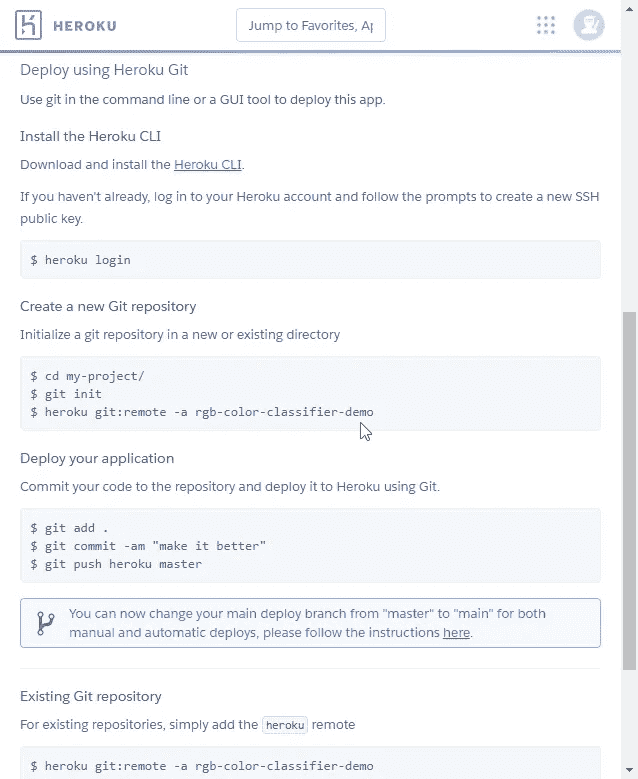 HEROKU
Jump to Favorites, Ap
Deploy using Heroku Git
Use git in the command line or a GUI tool to deploy this app.
Install the Heroku CLI
Download and install the Heroku CLI.
If you haven't already, log in to your Heroku account and follow the prompts to create a new SSH
public key.
$ heroku login
Create a new Git repository
Initialize a git repository in a new or existing directory
$ cd my-project/
$ git init
$ heroku git:remote -a rgb-color-classifier-demo
Deploy your application
Commit your code to the repository and deploy it to Heroku using Git.
$ git add .
$ git commit -am "make it better"
$ git push heroku master
You can now change your main deploy branch from "master" to "main" for both
manual and automatic deploys, please follow the instructions here.
Existing Git repository
For existing repositories, simply add the heroku remote
$ heroku git:remote -a rgb-color-classifier-demo